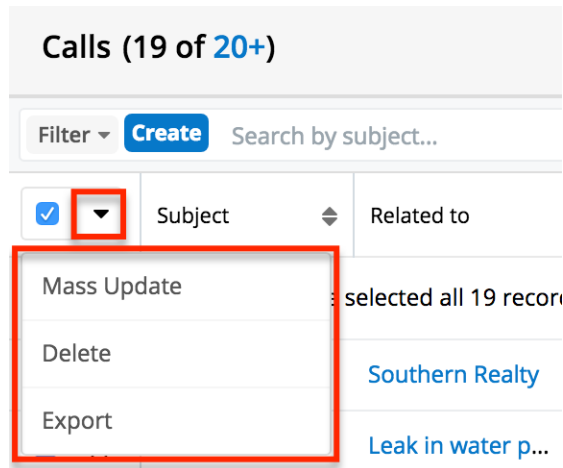 Calls (19 of 20+)
Filter Create Search by subject...
Subject Related to
Mass Update
selected all 19
Delete
Southern Realty
Export
Leak in water p...